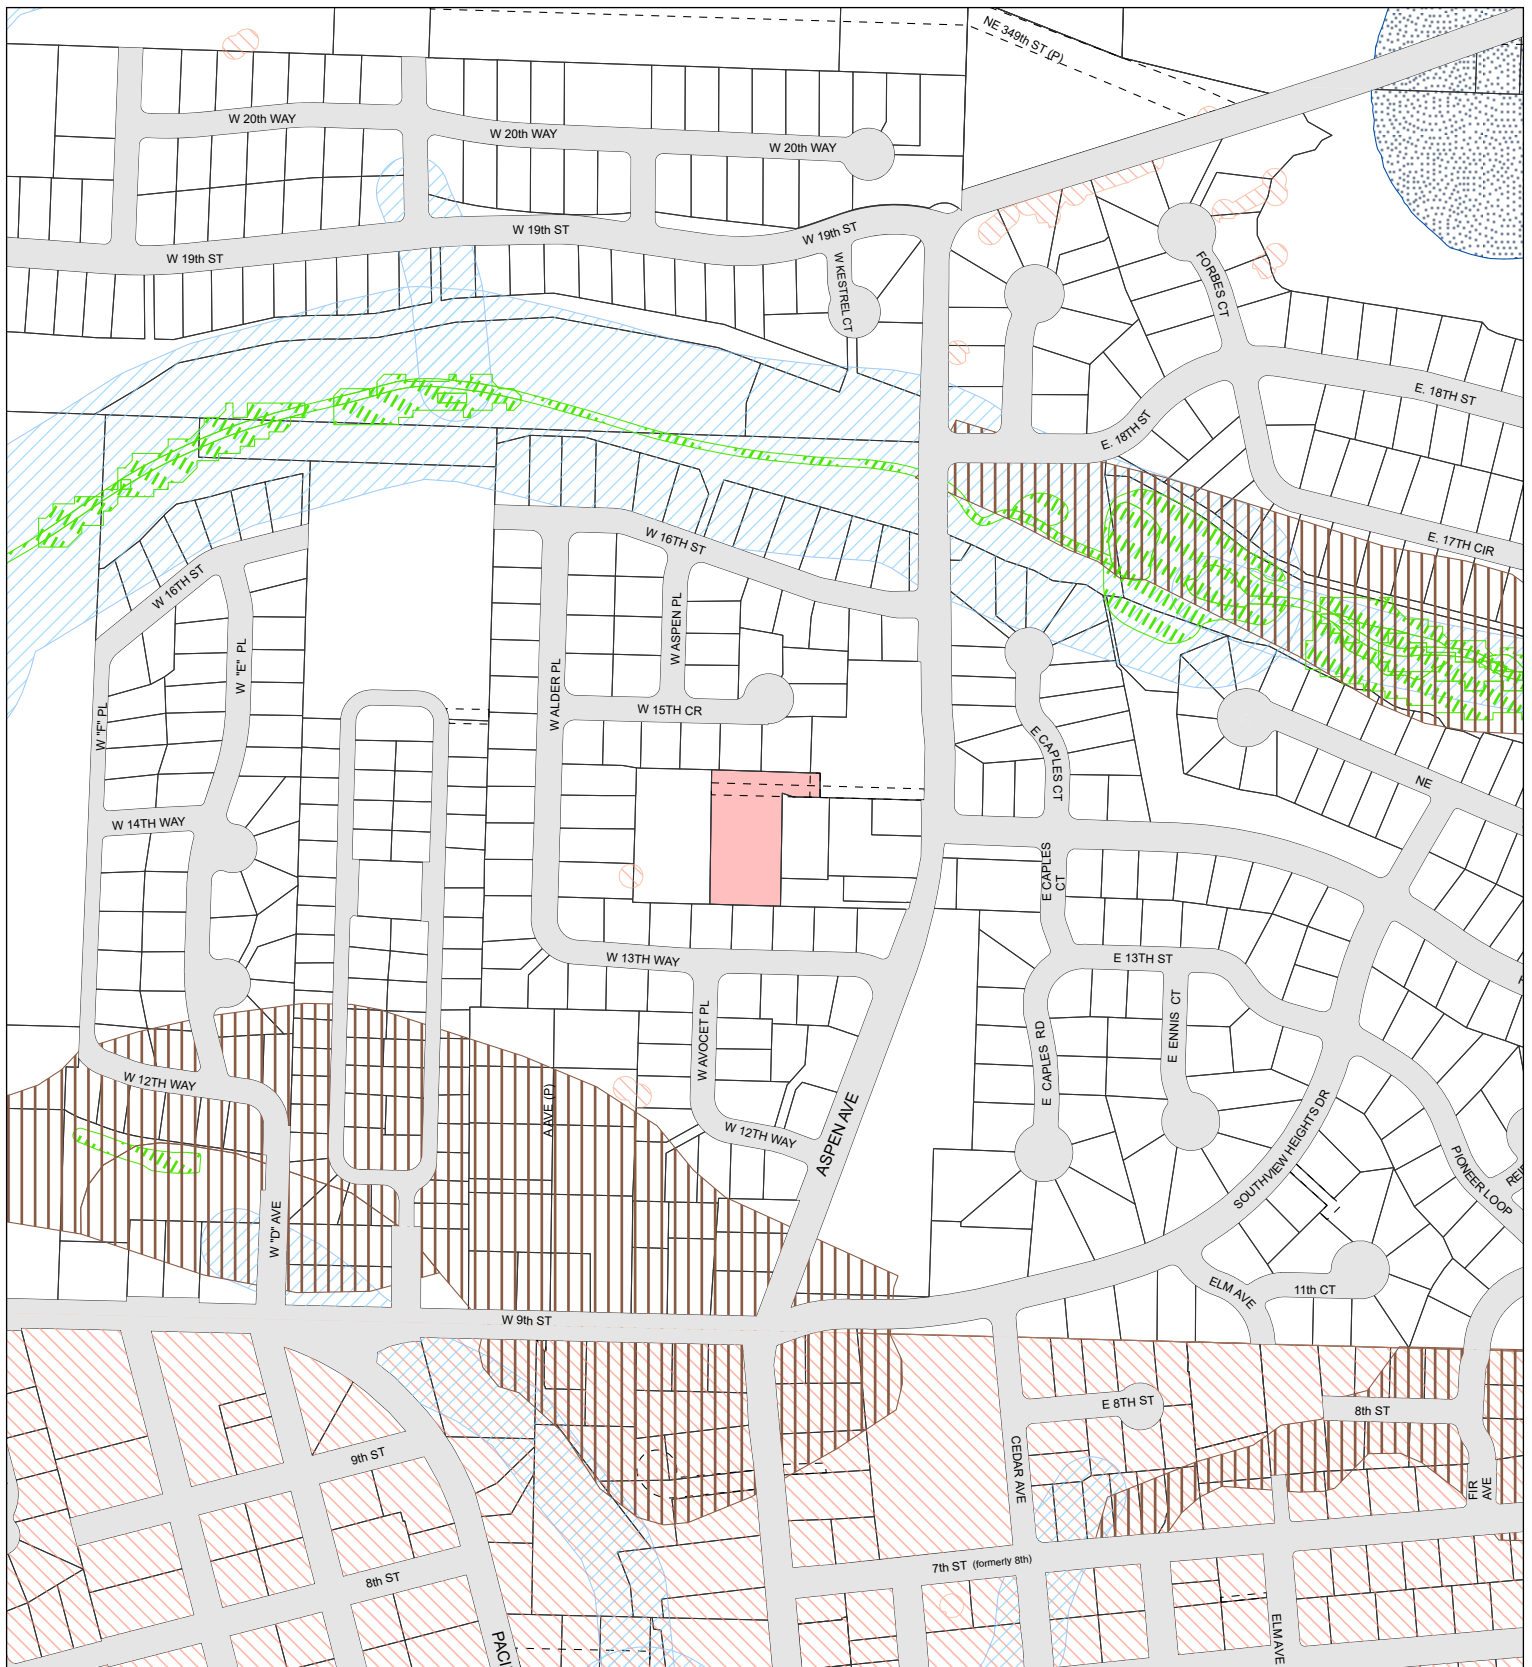 NE 349th ST (P)
W 20th WAY
W 20th WAY
W 20th WAY
W 19th ST
W 19th ST
W 19th ST
W KESTREL CT
FORBES CT
E. 18TH ST
E. 18TH ST
E. 17TH CIR
W 16TH ST
W 16TH ST
W "E" PL
W "F" PL
W ALDER PL
W ASPEN PL
W 15TH CR
E CAPLES CT
NE
W 14TH WAY
E CAPLES
CT
W 13TH WAY
E 13TH ST
W AVOCET PL
E CAPLES RD
E ENNIS CT
W 12TH WAY
A AVE (P)
W 12TH WAY
ASPEN AVE
SOUTHVIEW HEIGHTS DR
PIONEER LOOP
REI
W "D" AVE
ELM AVE
11th CT
W 9th ST
E 8TH ST
8th ST
9th ST
CEDAR AVE
FIR
AVE
7th ST (formerly 8th)
8th ST
PACI
ELM AVE